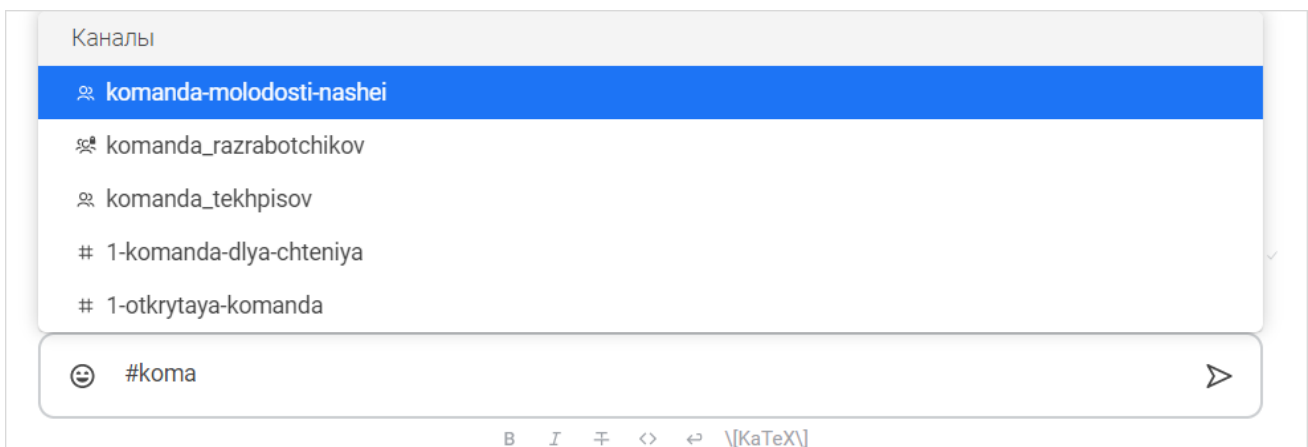 Каналы
komanda-molodosti-nashei
komanda_razrabotchikov
komanda_tekhpisov
# 1-komanda-dlya-chteniya
# 1-otkrytaya-komanda
#koma
B I T <> \[KaTeX\]